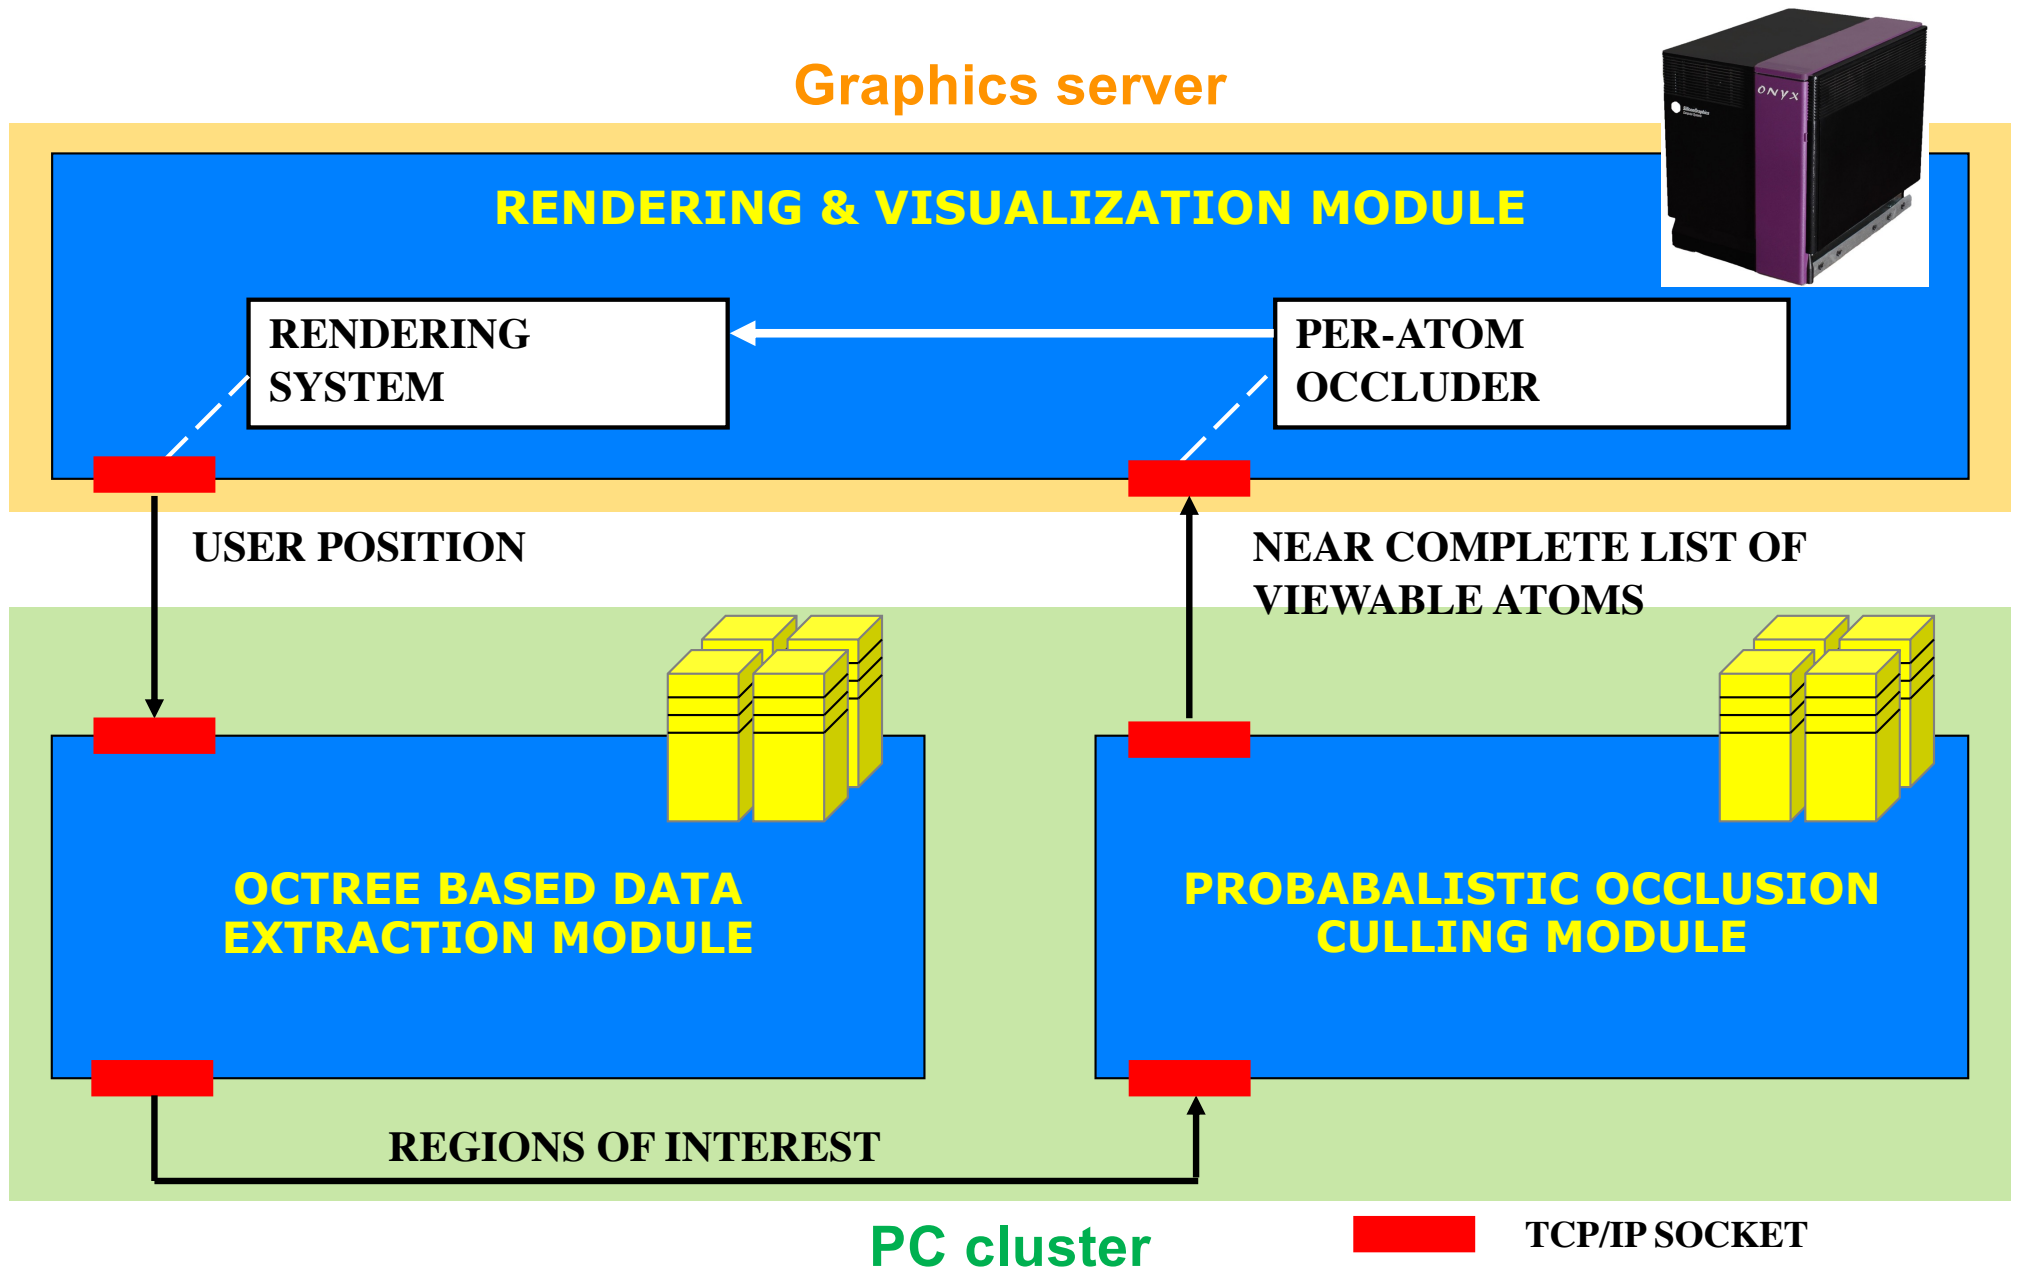 Graphics server
ONYX
RENDERING & VISUALIZATION MODULE
RENDERING
SYSTEM
PER-ATOM
OCCLUDER
USER POSITION
NEAR COMPLETE LIST OF
VIEWABLE ATOMS
OCTREE BASED DATA
EXTRACTION MODULE
PROBABALISTIC OCCLUSION
CULLING MODULE
REGIONS OF INTEREST
PC cluster
TCP/IP SOCKET